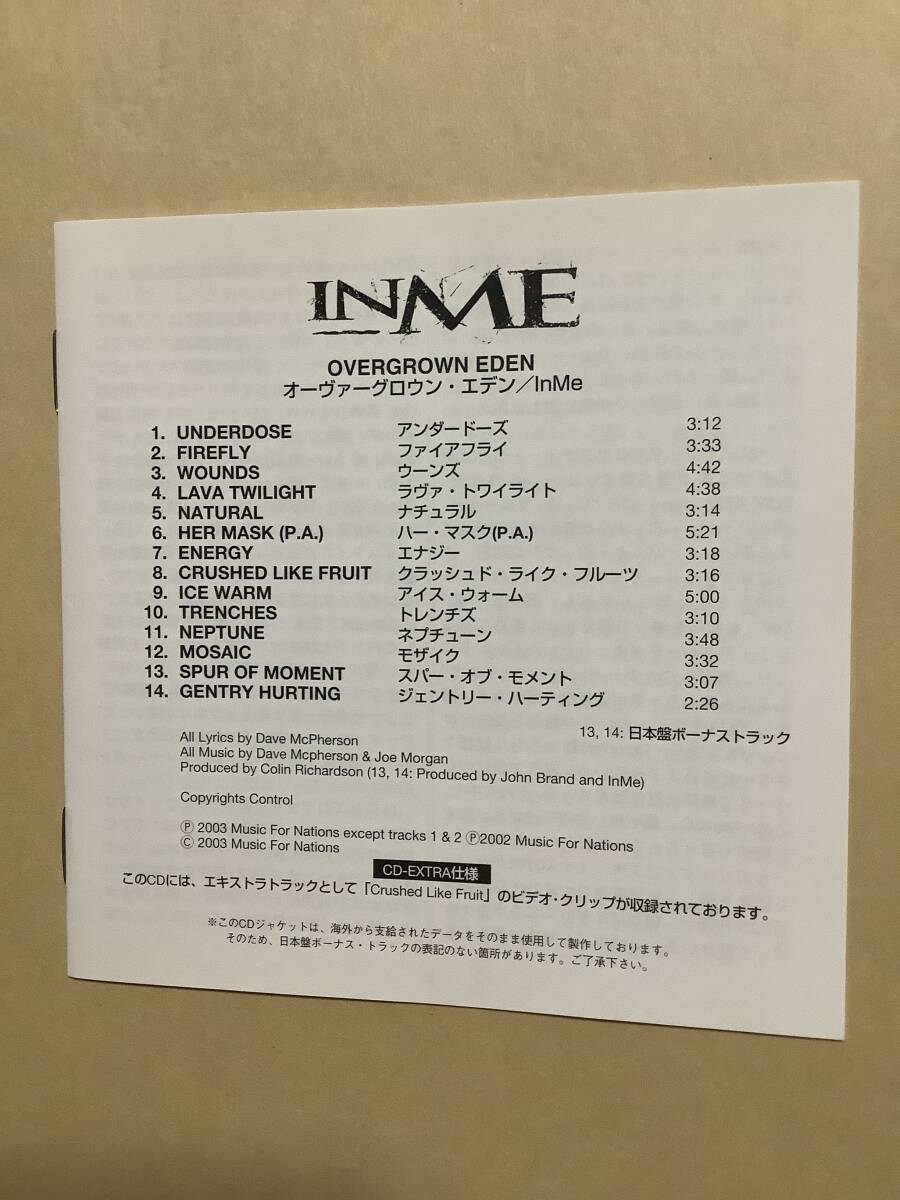 INME
OVERGROWN EDEN
オーヴァーグロウン・エデン／InMe
1. UNDERDOSE アンダードーズ 3:12
2. FIREFLY ファイアフライ 3:33
3. WOUNDS ウーンズ 4:42
4. LAVA TWILIGHT ラヴァ・トワイライト 4:38
5. NATURAL ナチュラル 3:14
6. HER MASK (P.A.) ハー・マスク(P.A.) 5:21
7. ENERGY エナジー 3:18
8. CRUSHED LIKE FRUIT クラッシュド・ライク・フルーツ 3:16
9. ICE WARM アイス・ウォーム 5:00
10. TRENCHES トレンチズ 3:10
11. NEPTUNE ネプチューン 3:48
12. MOSAIC モザイク 3:32
13. SPUR OF MOMENT スパー・オブ・モメント 3:07
14. GENTRY HURTING ジェントリー・ハーティング 2:26
13, 14: 日本盤ボーナストラック
All Lyrics by Dave McPherson
All Music by Dave Mcpherson & Joe Morgan
Produced by Colin Richardson (13, 14: Produced by John Brand and InMe)
Copyrights Control
Ⓟ 2003 Music For Nations except tracks 1 & 2 Ⓟ2002 Music For Nations
© 2003 Music For Nations
CD-EXTRA仕様
このCDには、エキストラトラックとして「Crushed Like Fruit」のビデオ・クリップが収録されております。
※このCDジャケットは、海外から支給されたデータをそのまま使用して製作しております。
そのため、日本盤ボーナス・トラックの表記のない箇所があります。ご了承下さい。